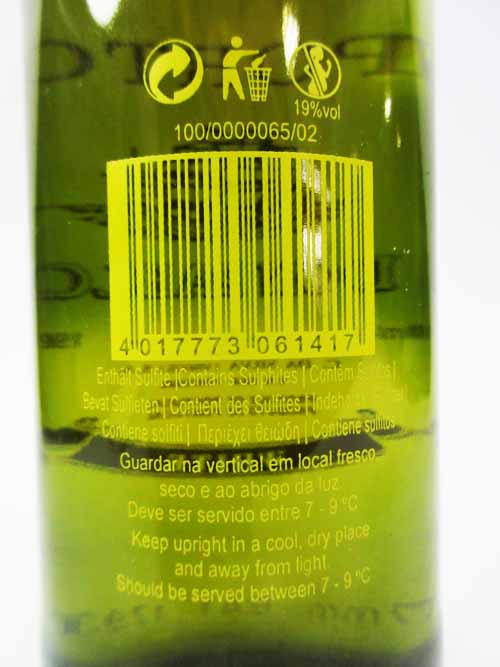 19%vol
100/0000065/02
4 017773 061417
Enthält Sulfite | Contains Sulphites | Contém
Bevat Sulfieten | Contient des Sulfites |
Contiene solfiti | Περιέχει θειώδη | Contiene sulfitos
Guardar na vertical em local fresco,
seco e ao abrigo da luz
Deve ser servido entre 7 - 9 ºC
Keep upright in a cool, dry place
and away from light
Should be served between 7 - 9 ºC